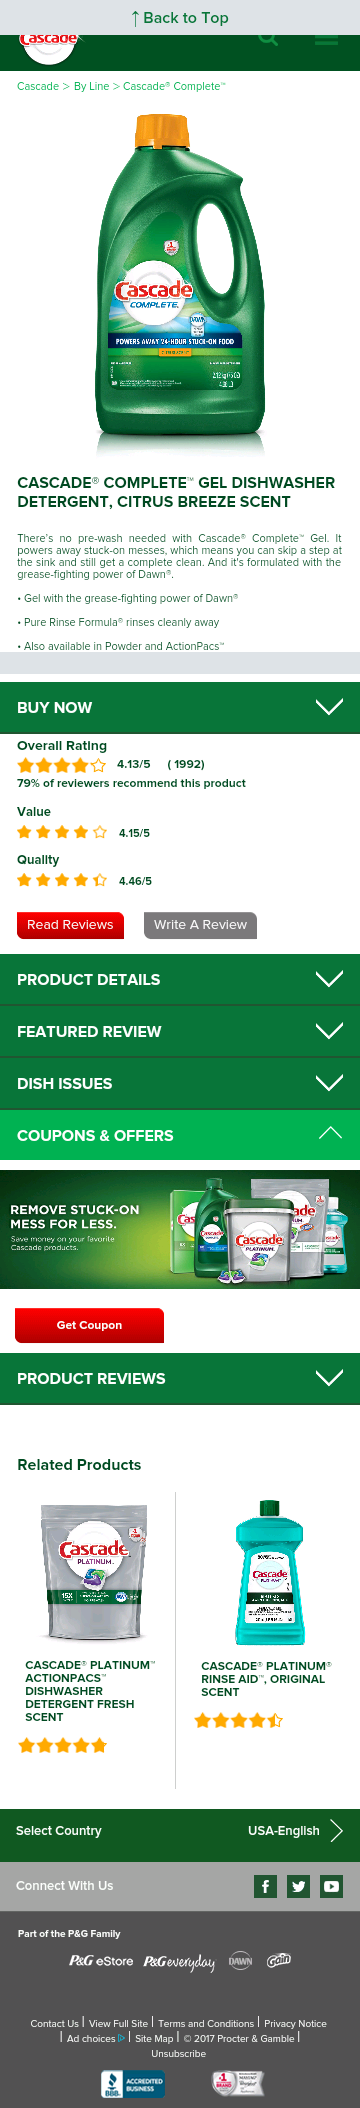 ↑ Back to Top
Cascade
Cascade > By Line > Cascade® Complete™
Cascade
COMPLETE.
DAWN
POWERS AWAY 24-HOUR STUCK-ON FOOD
CASCADE® COMPLETE™ GEL DISHWASHER
DETERGENT, CITRUS BREEZE SCENT
There's no pre-wash needed with Cascade® Complete™ Gel. It
powers away stuck-on messes, which means you can skip a step at
the sink and still get a complete clean. And it's formulated with the
grease-fighting power of Dawn®.
• Gel with the grease-fighting power of Dawn®
• Pure Rinse Formula® rinses cleanly away
• Also available in Powder and ActionPacs™
BUY NOW
Overall Rating
4.13/5 ( 1992)
79% of reviewers recommend this product
Value
4.15/5
Quality
4.46/5
Read Reviews Write A Review
PRODUCT DETAILS
FEATURED REVIEW
DISH ISSUES
COUPONS & OFFERS
REMOVE STUCK-ON
MESS FOR LESS.
Save money on your favorite
Cascade products.
Cascade
PLATINUM.
Get Coupon
PRODUCT REVIEWS
Related Products
Cascade
PLATINUM.
Cascade
CASCADE® PLATINUM™
ACTIONPACS™
DISHWASHER
DETERGENT FRESH
SCENT
CASCADE® PLATINUM®
RINSE AID™, ORIGINAL
SCENT
Select Country USA-English
Connect With Us
Part of the P&G Family
P&G eStore P&G everyday DAWN Gain
Contact Us | View Full Site | Terms and Conditions | Privacy Notice
| Ad choices | Site Map | © 2017 Procter & Gamble |
Unsubscribe
BBB ACCREDITED
BUSINESS